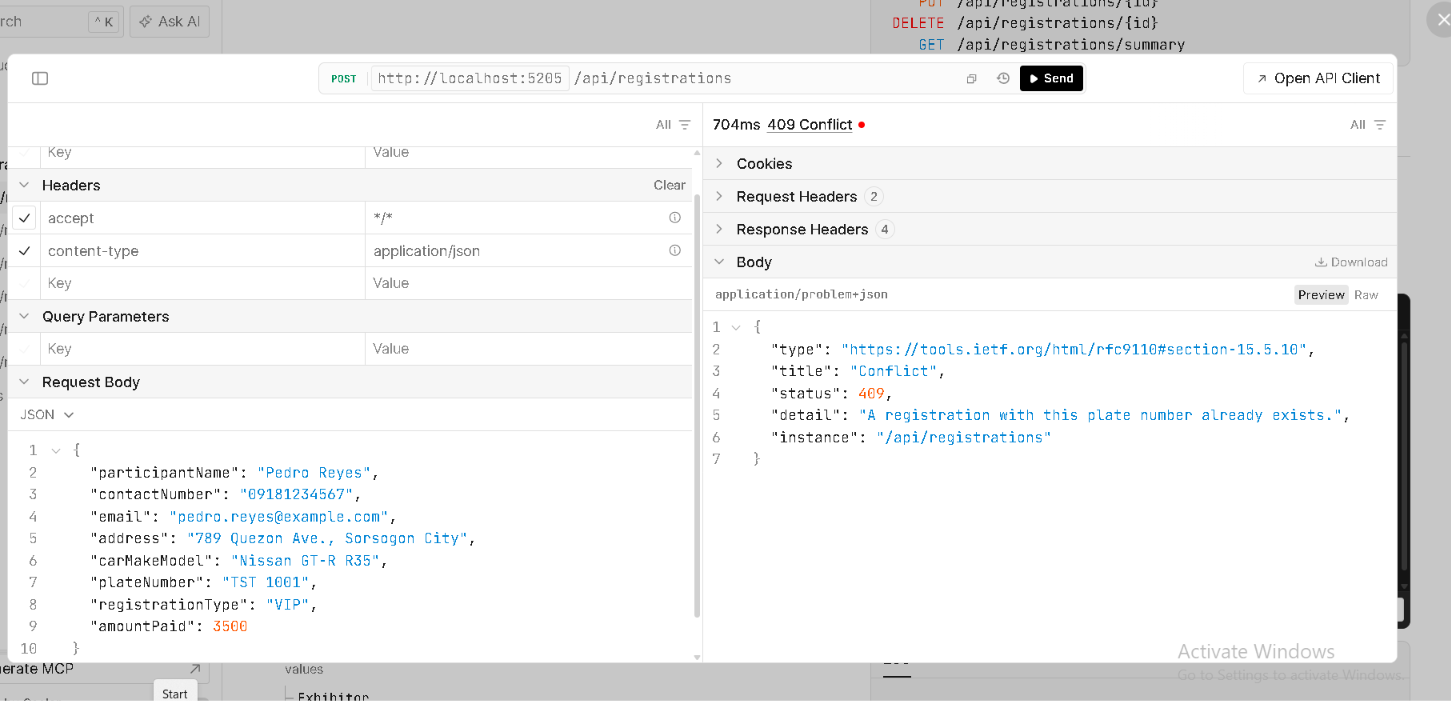 rch
^ K
Ask AI
PUT /api/registrations/{id}
DELETE /api/registrations/{id}
GET /api/registrations/summary
POST http://localhost:5205 /api/registrations
Send
Open API Client
All
704ms 409 Conflict
All
Key Value
Headers Clear
accept */*
content-type application/json
Key Value
Query Parameters
Key Value
Request Body
JSON
1 {
2 "participantName": "Pedro Reyes",
3 "contactNumber": "09181234567",
4 "email": "pedro.reyes@example.com",
5 "address": "789 Quezon Ave., Sorsogon City",
6 "carMakeModel": "Nissan GT-R R35",
7 "plateNumber": "TST 1001",
8 "registrationType": "VIP",
9 "amountPaid": 3500
10 }
Cookies
Request Headers 2
Response Headers 4
Body Download
application/problem+json Preview Raw
1 {
2 "type": "https://tools.ietf.org/html/rfc9110#section-15.5.10",
3 "title": "Conflict",
4 "status": 409,
5 "detail": "A registration with this plate number already exists.",
6 "instance": "/api/registrations"
7 }
Activate Windows
Go to Settings to activate Windows.
nerate MCP
values
Start
Exhibitor